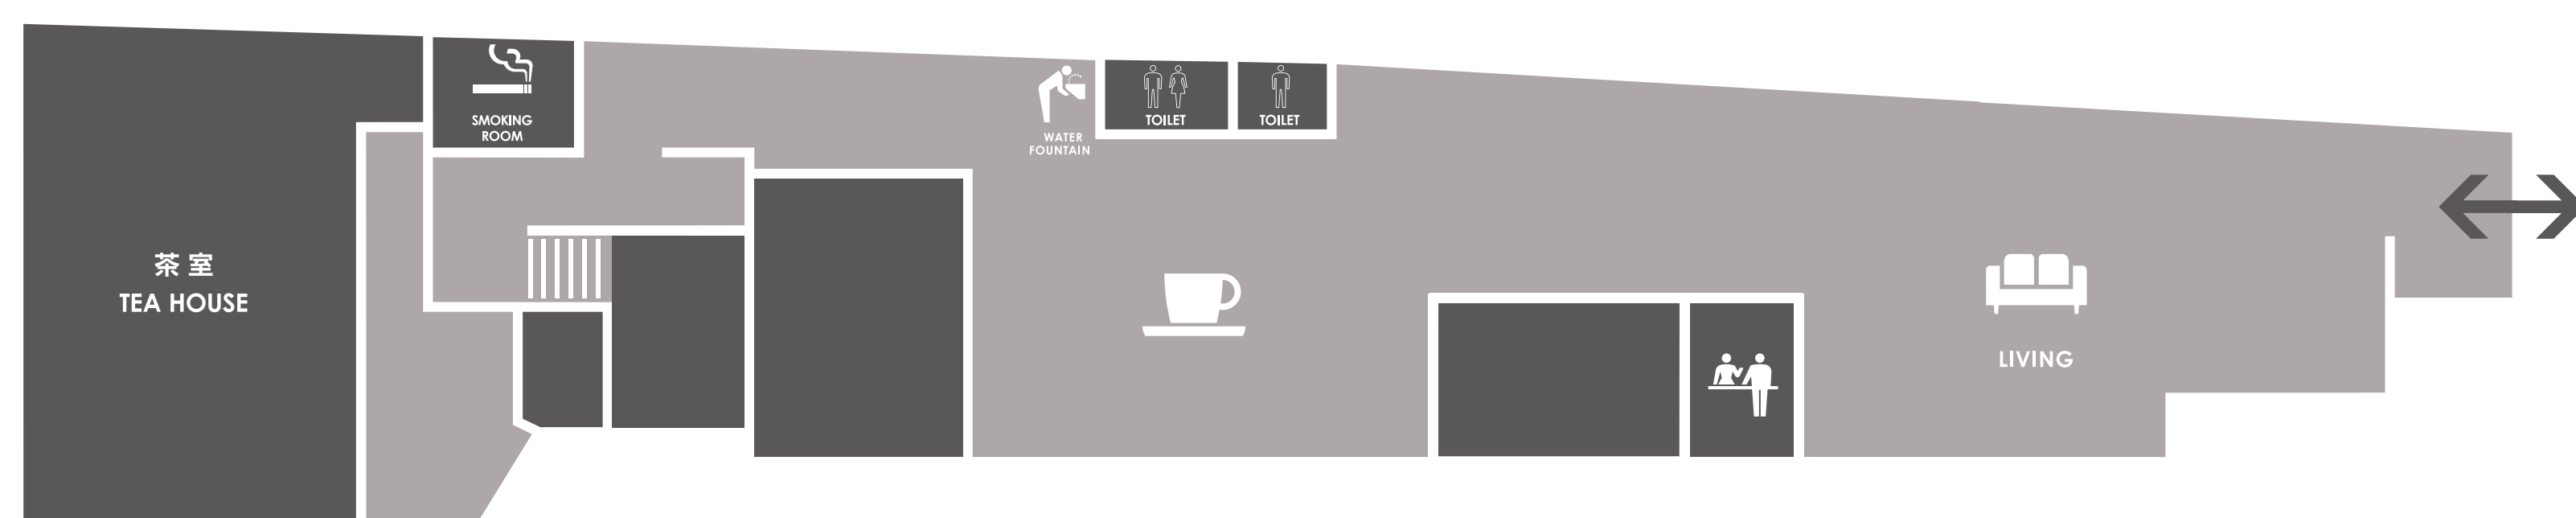 SMOKING
ROOM
WATER
FOUNTAIN
TOILET
TOILET
茶室
TEA HOUSE
LIVING